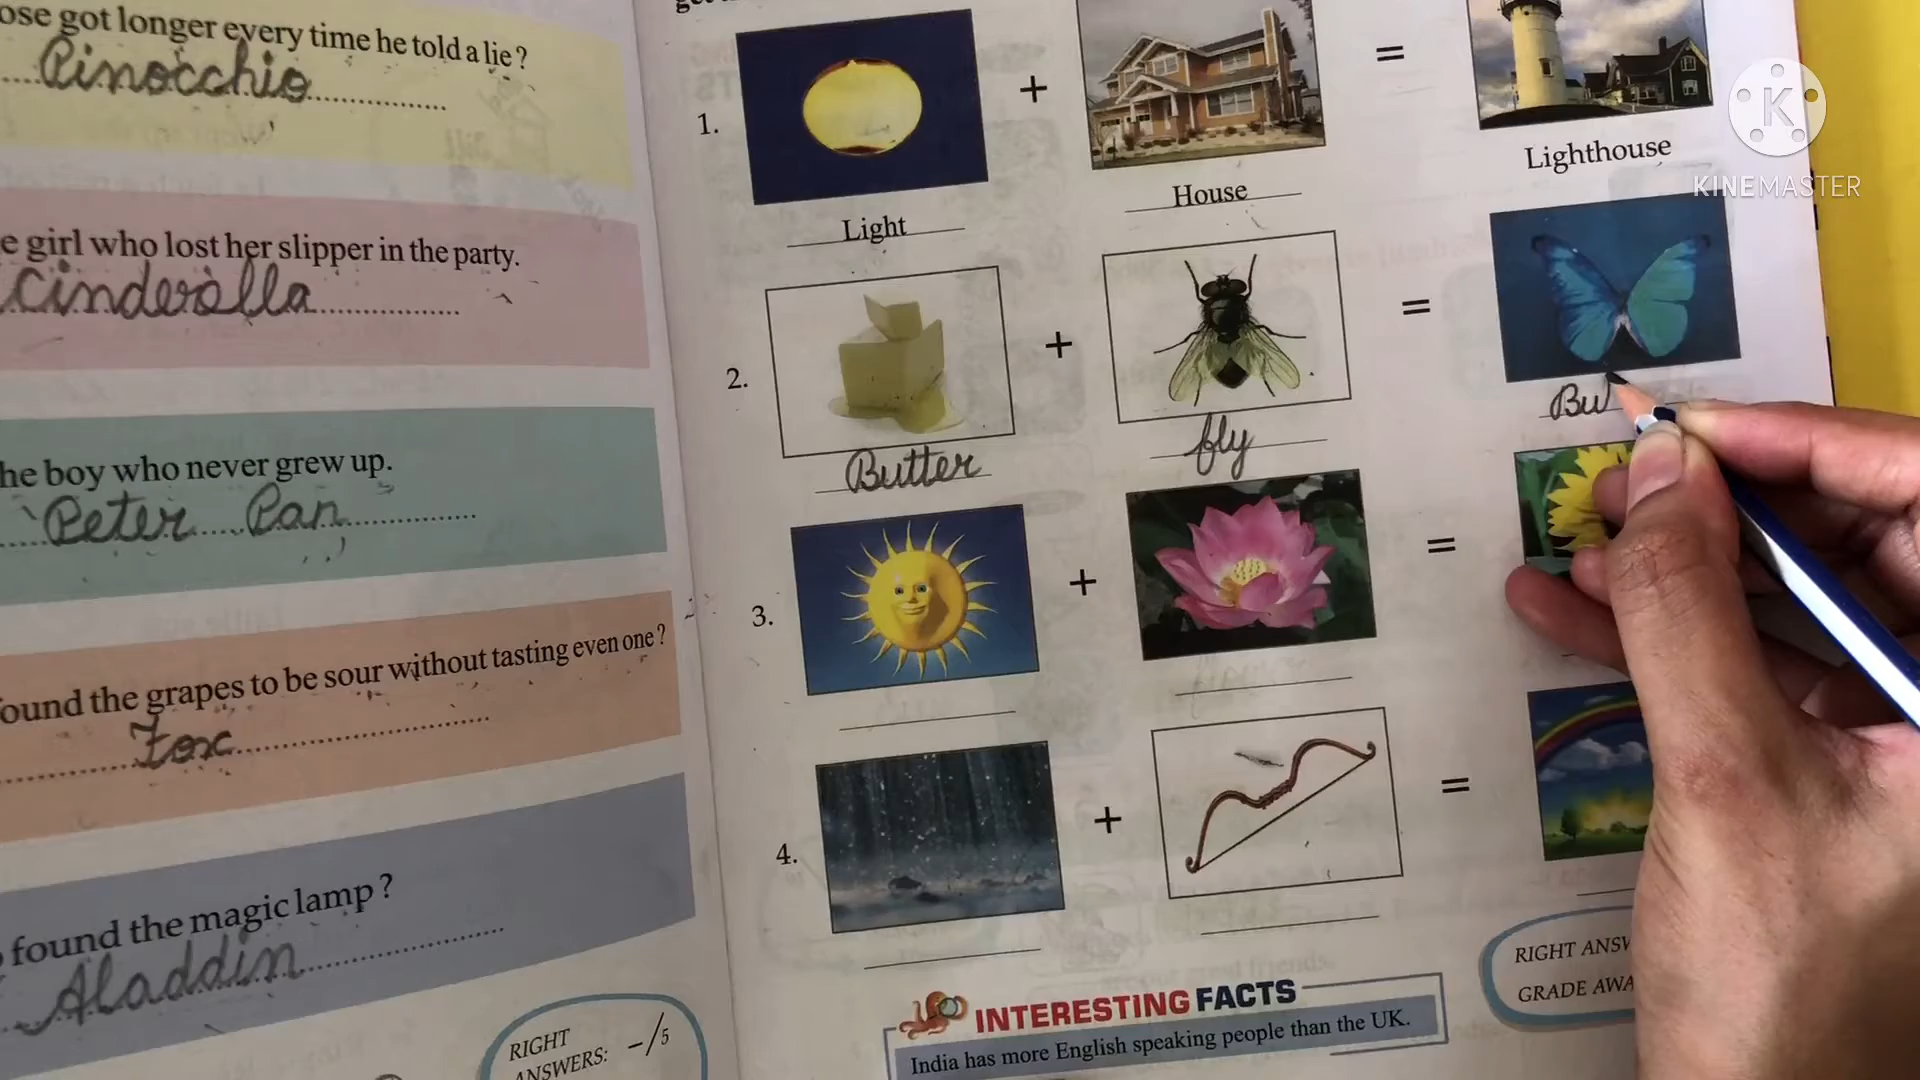 ose got longer every time he told a lie?
Pinocchio
e girl who lost her slipper in the party.
Cinderella
he boy who never grew up.
Peter Pan
ound the grapes to be sour without tasting even one?
Fox
found the magic lamp?
Aladdin
RIGHT
ANSWERS: -/5
1.
+
=
Light
House
Lighthouse
KINEMASTER
2.
+
=
Butter
fly
Bu
3.
+
=
4.
+
=
INTERESTING FACTS
India has more English speaking people than the UK.
RIGHT ANSW
GRADE AWA